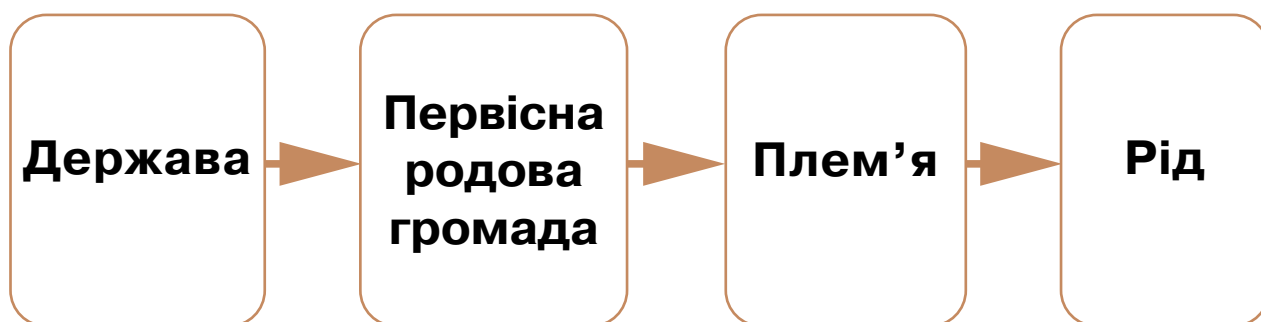 Держава
Первісна
родова
громада
Плем’я
Рід